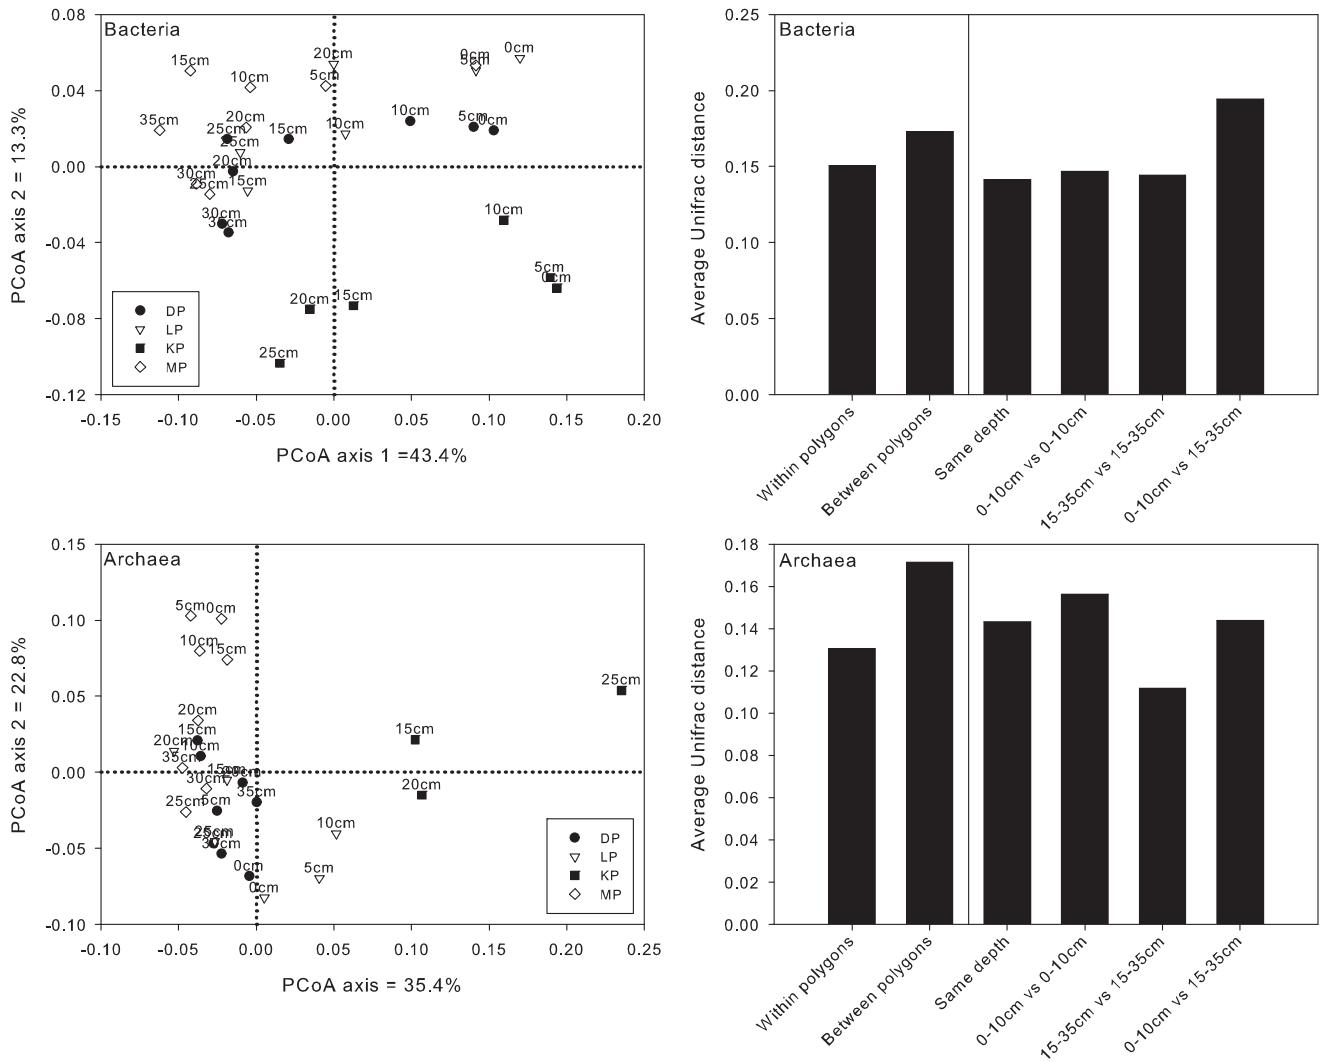 Bacteria
0.08
0.04
0.00
-0.04
-0.08
-0.12
PCoA axis 2 = 13.3%
15cm
10cm
20cm
5cm
0cm
5cm
0cm
35cm
20cm
25cm
15cm
25cm
10cm
10cm
5cm
0cm
20cm
30cm
25cm
15cm
30cm
35cm
10cm
5cm
0cm
20cm
15cm
25cm
DP
LP
KP
MP
-0.15
-0.10
-0.05
0.00
0.05
0.10
0.15
0.20
PCoA axis 1 =43.4%
Bacteria
0.25
0.20
0.15
0.10
0.05
0.00
Average Unifrac distance
Within polygons
Between polygons
Same depth
0-10cm vs 0-10cm
15-35cm vs 15-35cm
0-10cm vs 15-35cm
Archaea
0.15
0.10
0.05
0.00
-0.05
-0.10
PCoA axis 2 = 22.8%
5cm
0cm
10cm
15cm
20cm
15cm
20cm
10cm
35cm
15cm
30cm
35cm
25cm
5cm
25cm
0cm
0cm
5cm
10cm
15cm
20cm
25cm
DP
LP
KP
MP
-0.10
-0.05
0.00
0.05
0.10
0.15
0.20
0.25
PCoA axis = 35.4%
Archaea
0.18
0.16
0.14
0.12
0.10
0.08
0.06
0.04
0.02
0.00
Average Unifrac distance
Within polygons
Between polygons
Same depth
0-10cm vs 0-10cm
15-35cm vs 15-35cm
0-10cm vs 15-35cm